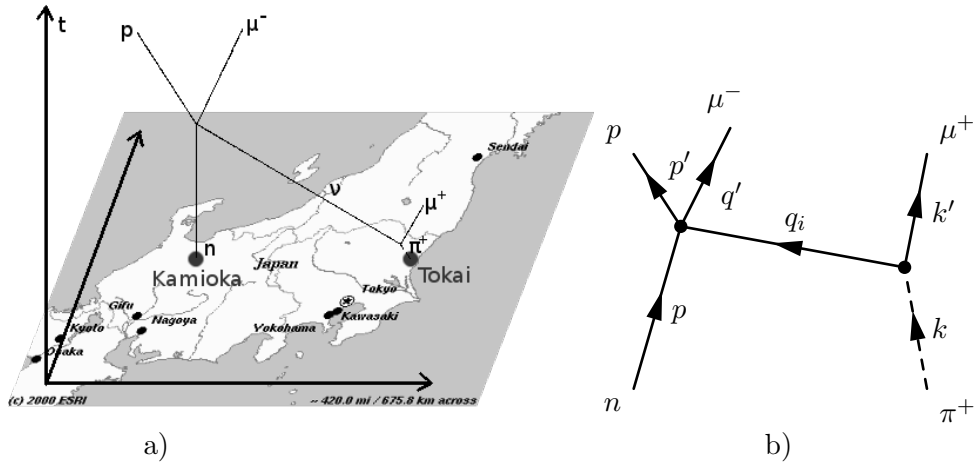 t
p
μ⁻
ν
μ⁺
π⁺
n
Kamioka
Tokai
Sendai
Japan
Tokyo
Kawasaki
Yokohama
Gifu
Nagoya
Kyoto
Osaka
(c) 2000 ESRI
~ 420.0 mi / 675.8 km across
a)
μ⁻
p
μ⁺
p′
q′
k′
q_i
p
k
n
π⁺
b)